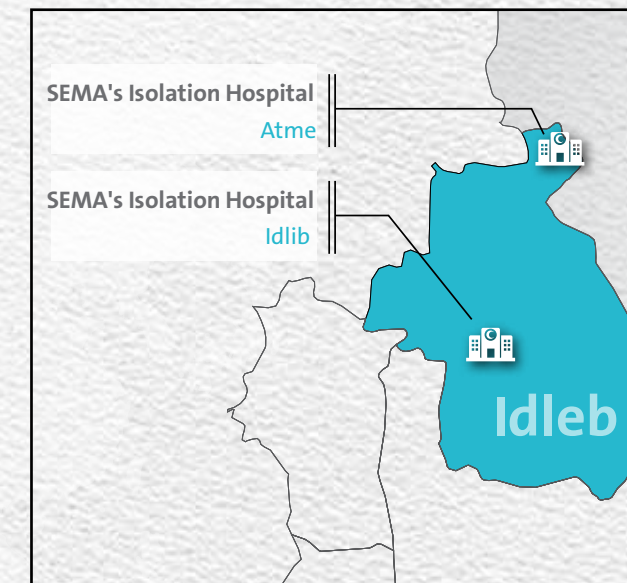 SEMA's Isolation Hospital
Atme
SEMA's Isolation Hospital
Idlib
Idleb